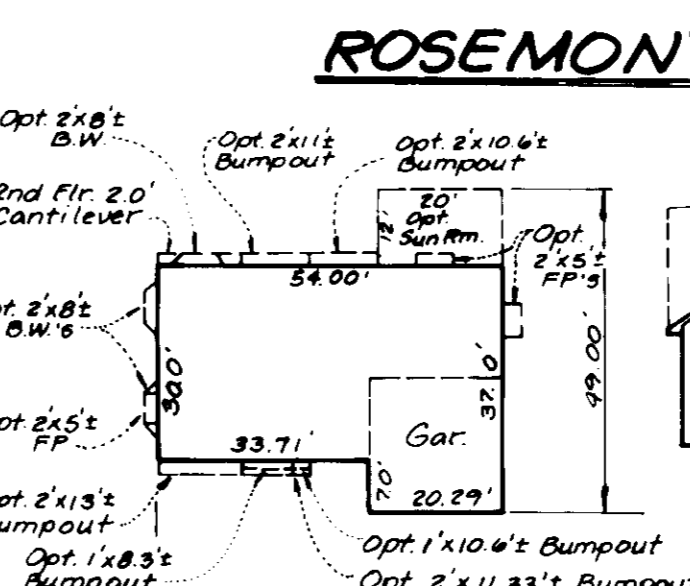 ROSEMONT
Opt. 2'x8'±
B.W.
Opt. 2'x11'±
Bumpout
Opt. 2'x10.6'±
Bumpout
2nd Flr. 2.0'
Cantilever
20'
12'
Opt.
Sun Rm.
Opt.
2'x5'±
FP's
54.00'
Opt. 2'x8'±
B.W.'s
30.0'
37.0'
49.00'
Opt. 2'x5'±
FP
33.71'
Gar.
7.0'
20.29'
Opt. 2'x13'±
Bumpout
Opt. 1'x10.6'± Bumpout
Opt. 1'x8.3'±
Bumpout
Opt. 2'x11.33'± Bumpout